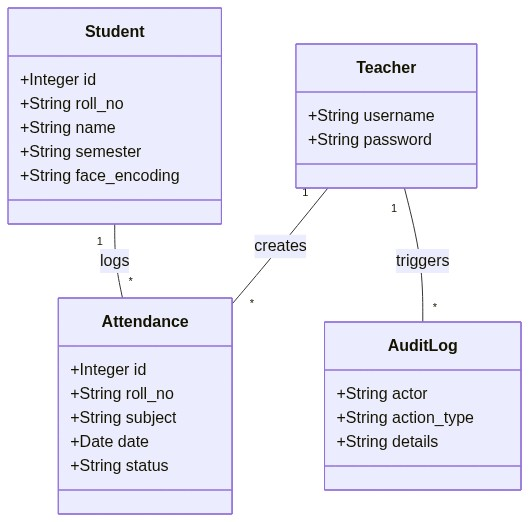 Student
+Integer id
+String roll_no
+String name
+String semester
+String face_encoding
Teacher
+String username
+String password
1
logs
*
1
creates
*
1
triggers
*
Attendance
+Integer id
+String roll_no
+String subject
+Date date
+String status
AuditLog
+String actor
+String action_type
+String details